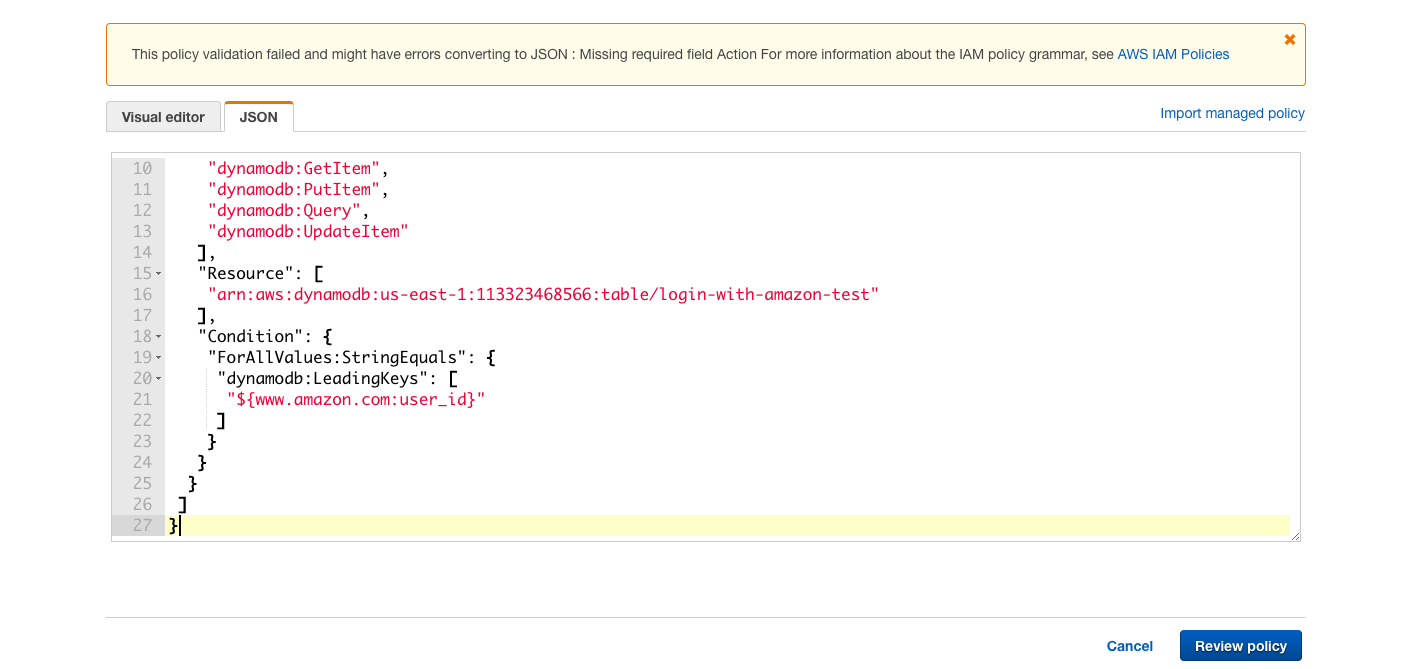 This policy validation failed and might have errors converting to JSON : Missing required field Action For more information about the IAM policy grammar, see AWS IAM Policies ✖
Visual editor JSON Import managed policy
10 "dynamodb:GetItem",
11 "dynamodb:PutItem",
12 "dynamodb:Query",
13 "dynamodb:UpdateItem"
14 ],
15 "Resource": [
16 "arn:aws:dynamodb:us-east-1:113323468566:table/login-with-amazon-test"
17 ],
18 "Condition": {
19 "ForAllValues:StringEquals": {
20 "dynamodb:LeadingKeys": [
21 "${www.amazon.com:user_id}"
22 ]
23 }
24 }
25 }
26 ]
27 }
Cancel Review policy